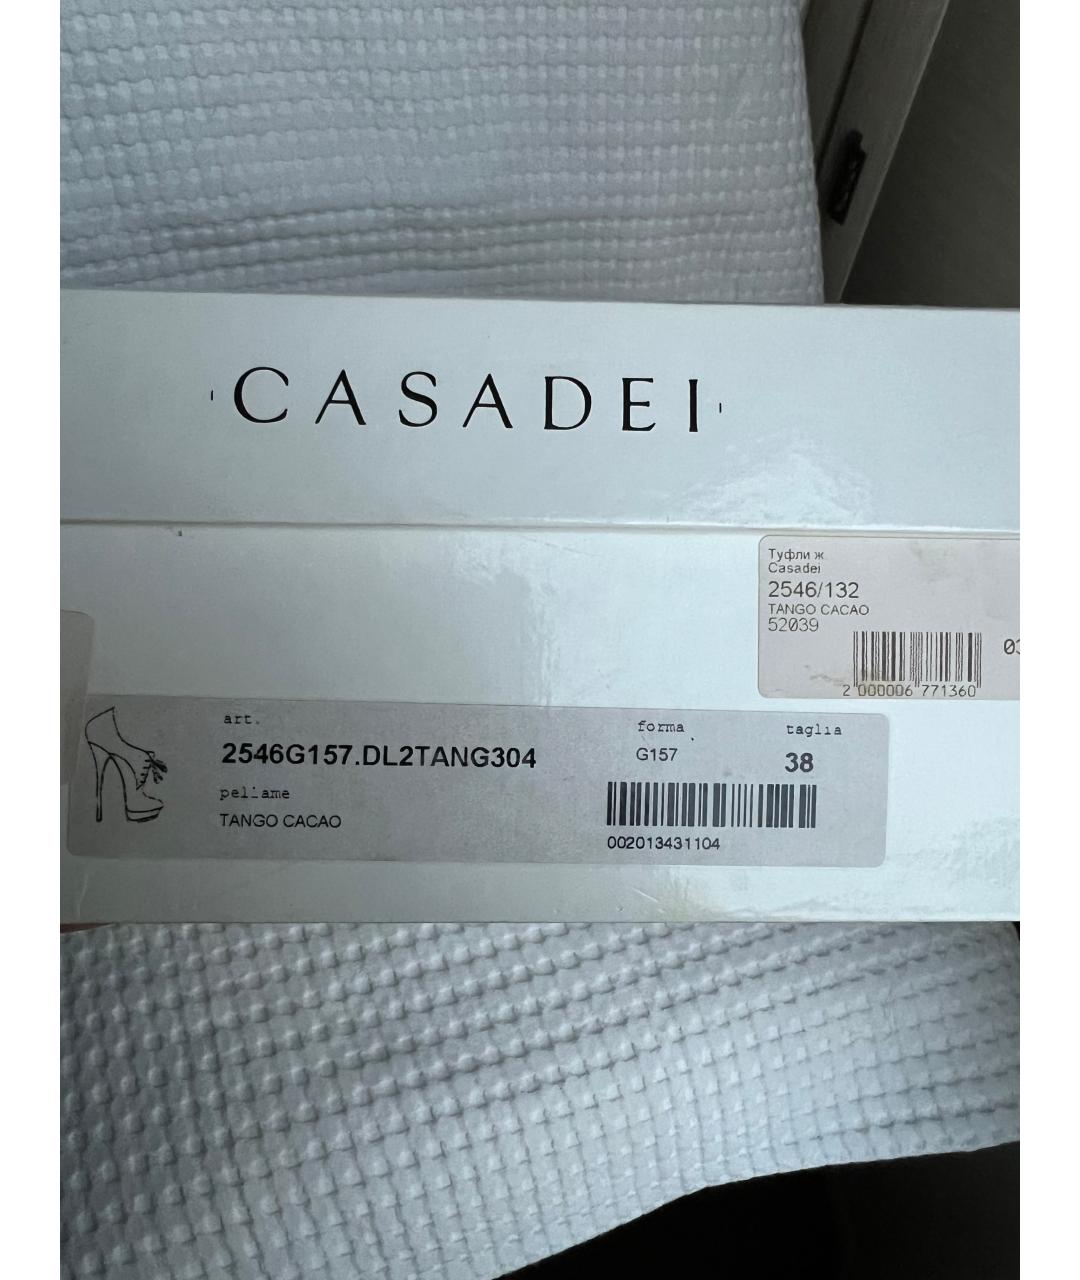 CASADEI
Туфли ж
Casadei
2546/132
TANGO CACAO
52039
2 000006 771360
art.
2546G157.DL2TANG304
pellame
TANGO CACAO
forma
G157
taglia
38
002013431104